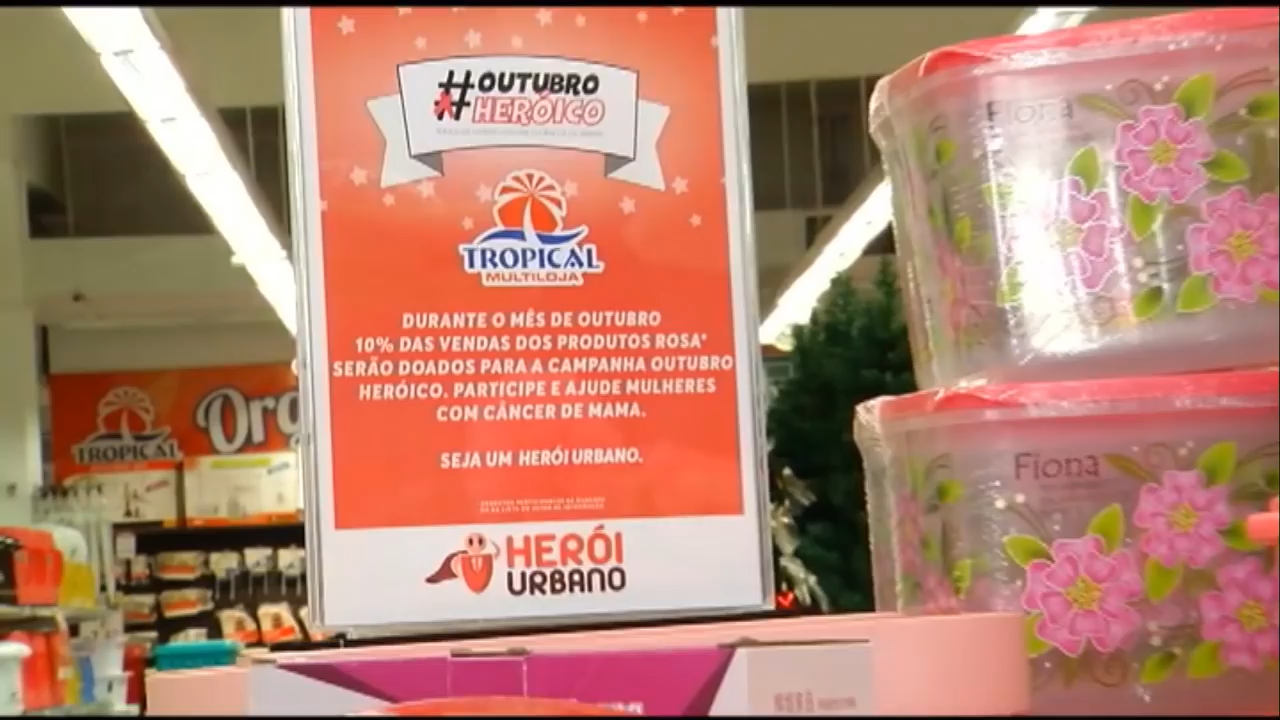 #OUTUBRO
HERÓICO
TROPICAL
MULTILOJA
DURANTE O MÊS DE OUTUBRO
10% DAS VENDAS DOS PRODUTOS ROSA*
SERÃO DOADOS PARA A CAMPANHA OUTUBRO
HERÓICO. PARTICIPE E AJUDE MULHERES
COM CÂNCER DE MAMA.
SEJA UM HERÓI URBANO.
HERÓI
URBANO
TROPICAL
Org
Fiona
Fiona